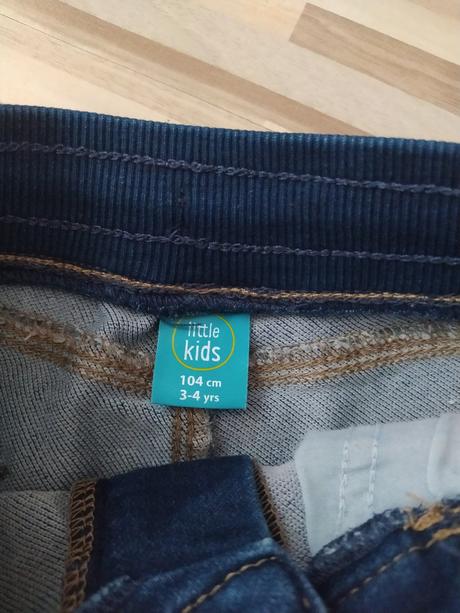 little
kids
104 cm
3-4 yrs